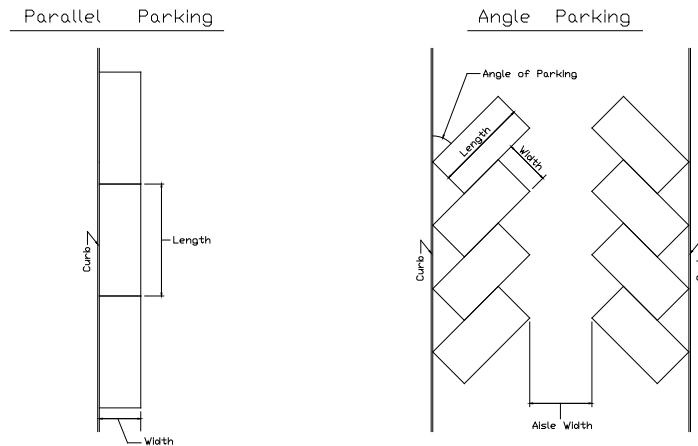 Parallel Parking
Angle Parking
Angle of Parking
Length
Width
Curb
Length
Curb
Aisle Width
Width